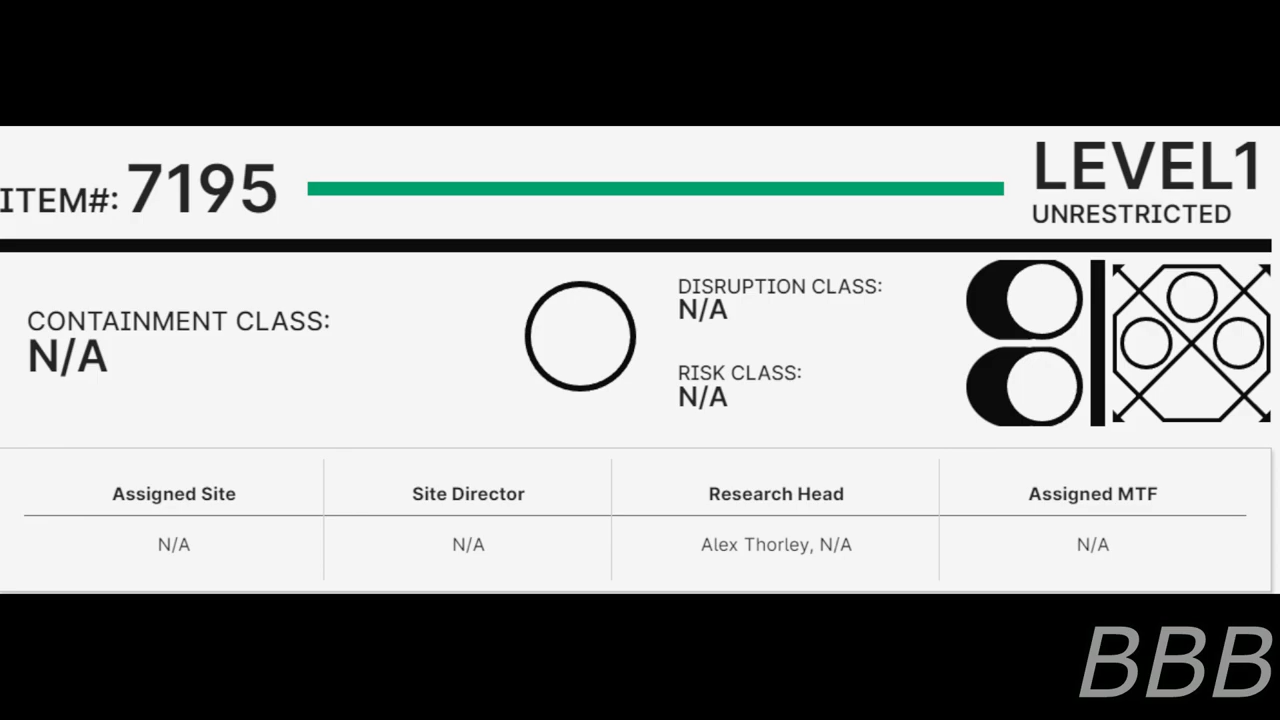 ITEM#: 7195
LEVEL1
UNRESTRICTED
CONTAINMENT CLASS:
N/A
DISRUPTION CLASS:
N/A
RISK CLASS:
N/A
Assigned Site Site Director Research Head Assigned MTF
N/A N/A Alex Thorley, N/A N/A
BBB